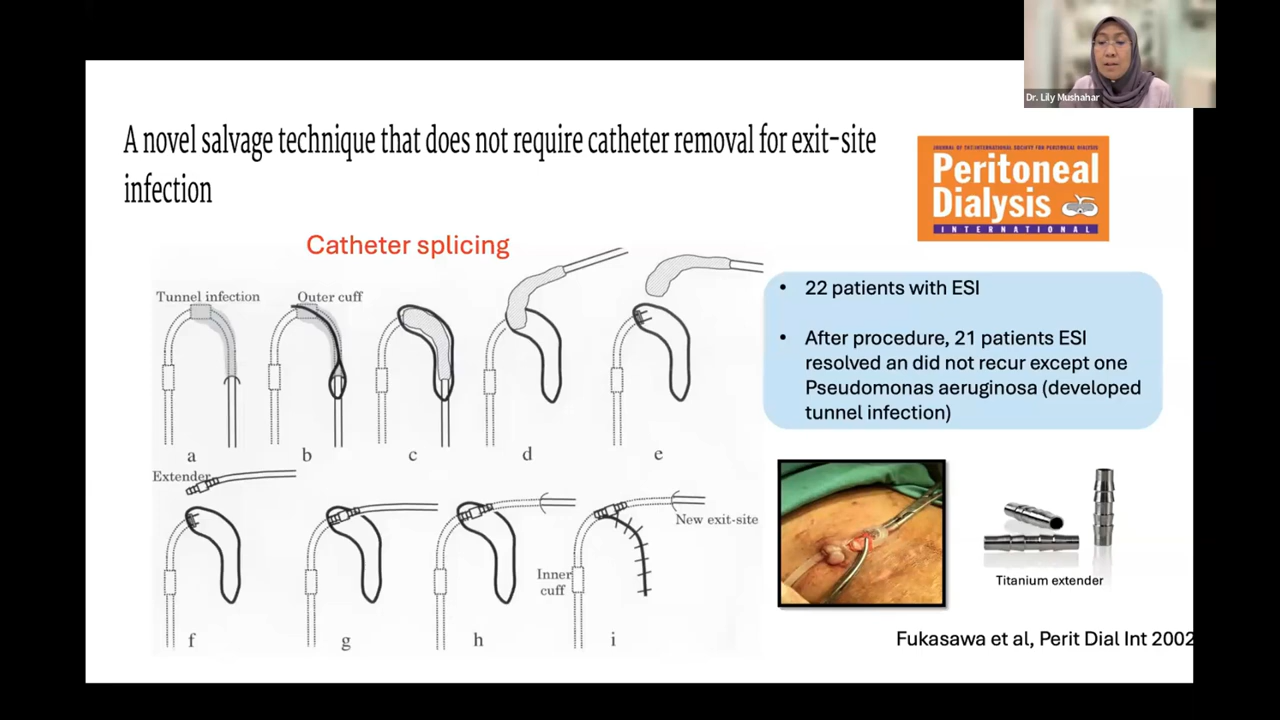 Dr. Lily Mushahar
A novel salvage technique that does not require catheter removal for exit-site
infection
JOURNAL OF THE INTERNATIONAL SOCIETY FOR PERITONEAL DIALYSIS
Peritoneal
Dialysis
INTERNATIONAL
Catheter splicing
Tunnel infection
Outer cuff
a
b
c
d
e
Extender
New exit-site
Inner
cuff
f
g
h
i
• 22 patients with ESI
• After procedure, 21 patients ESI
resolved an did not recur except one
Pseudomonas aeruginosa (developed
tunnel infection)
Titanium extender
Fukasawa et al, Perit Dial Int 2002